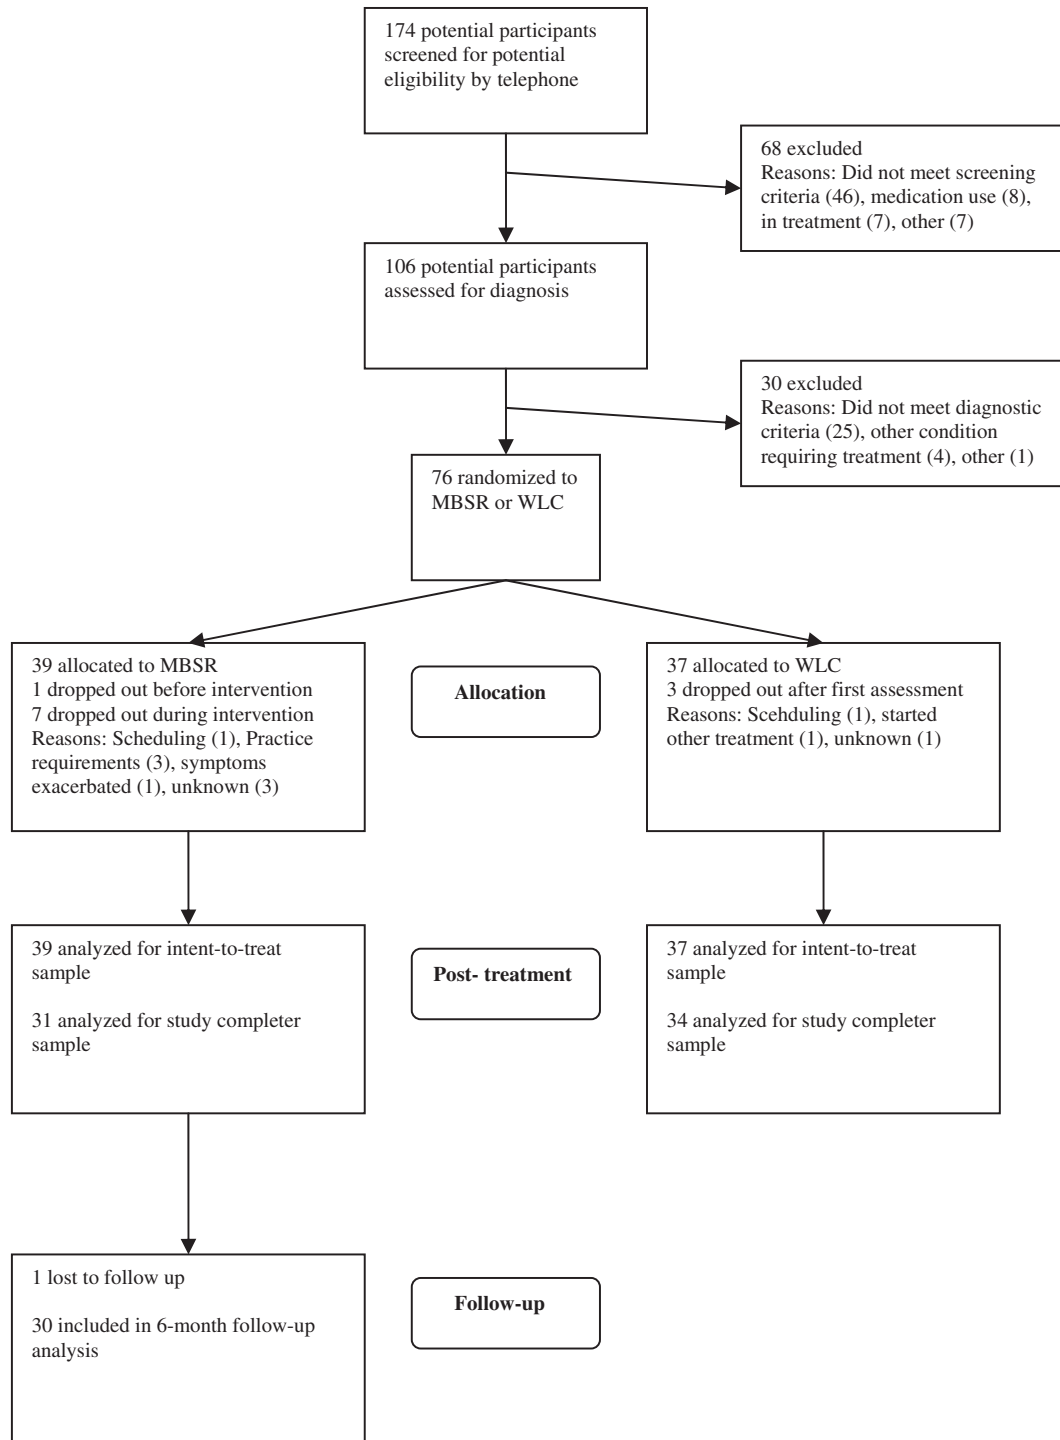 174 potential participants
screened for potential
eligibility by telephone
68 excluded
Reasons: Did not meet screening
criteria (46), medication use (8),
in treatment (7), other (7)
106 potential participants
assessed for diagnosis
30 excluded
Reasons: Did not meet diagnostic
criteria (25), other condition
requiring treatment (4), other (1)
76 randomized to
MBSR or WLC
39 allocated to MBSR
1 dropped out before intervention
7 dropped out during intervention
Reasons: Scheduling (1), Practice
requirements (3), symptoms
exacerbated (1), unknown (3)
Allocation
37 allocated to WLC
3 dropped out after first assessment
Reasons: Scehduling (1), started
other treatment (1), unknown (1)
39 analyzed for intent-to-treat
sample
31 analyzed for study completer
sample
Post- treatment
37 analyzed for intent-to-treat
sample
34 analyzed for study completer
sample
1 lost to follow up
30 included in 6-month follow-up
analysis
Follow-up